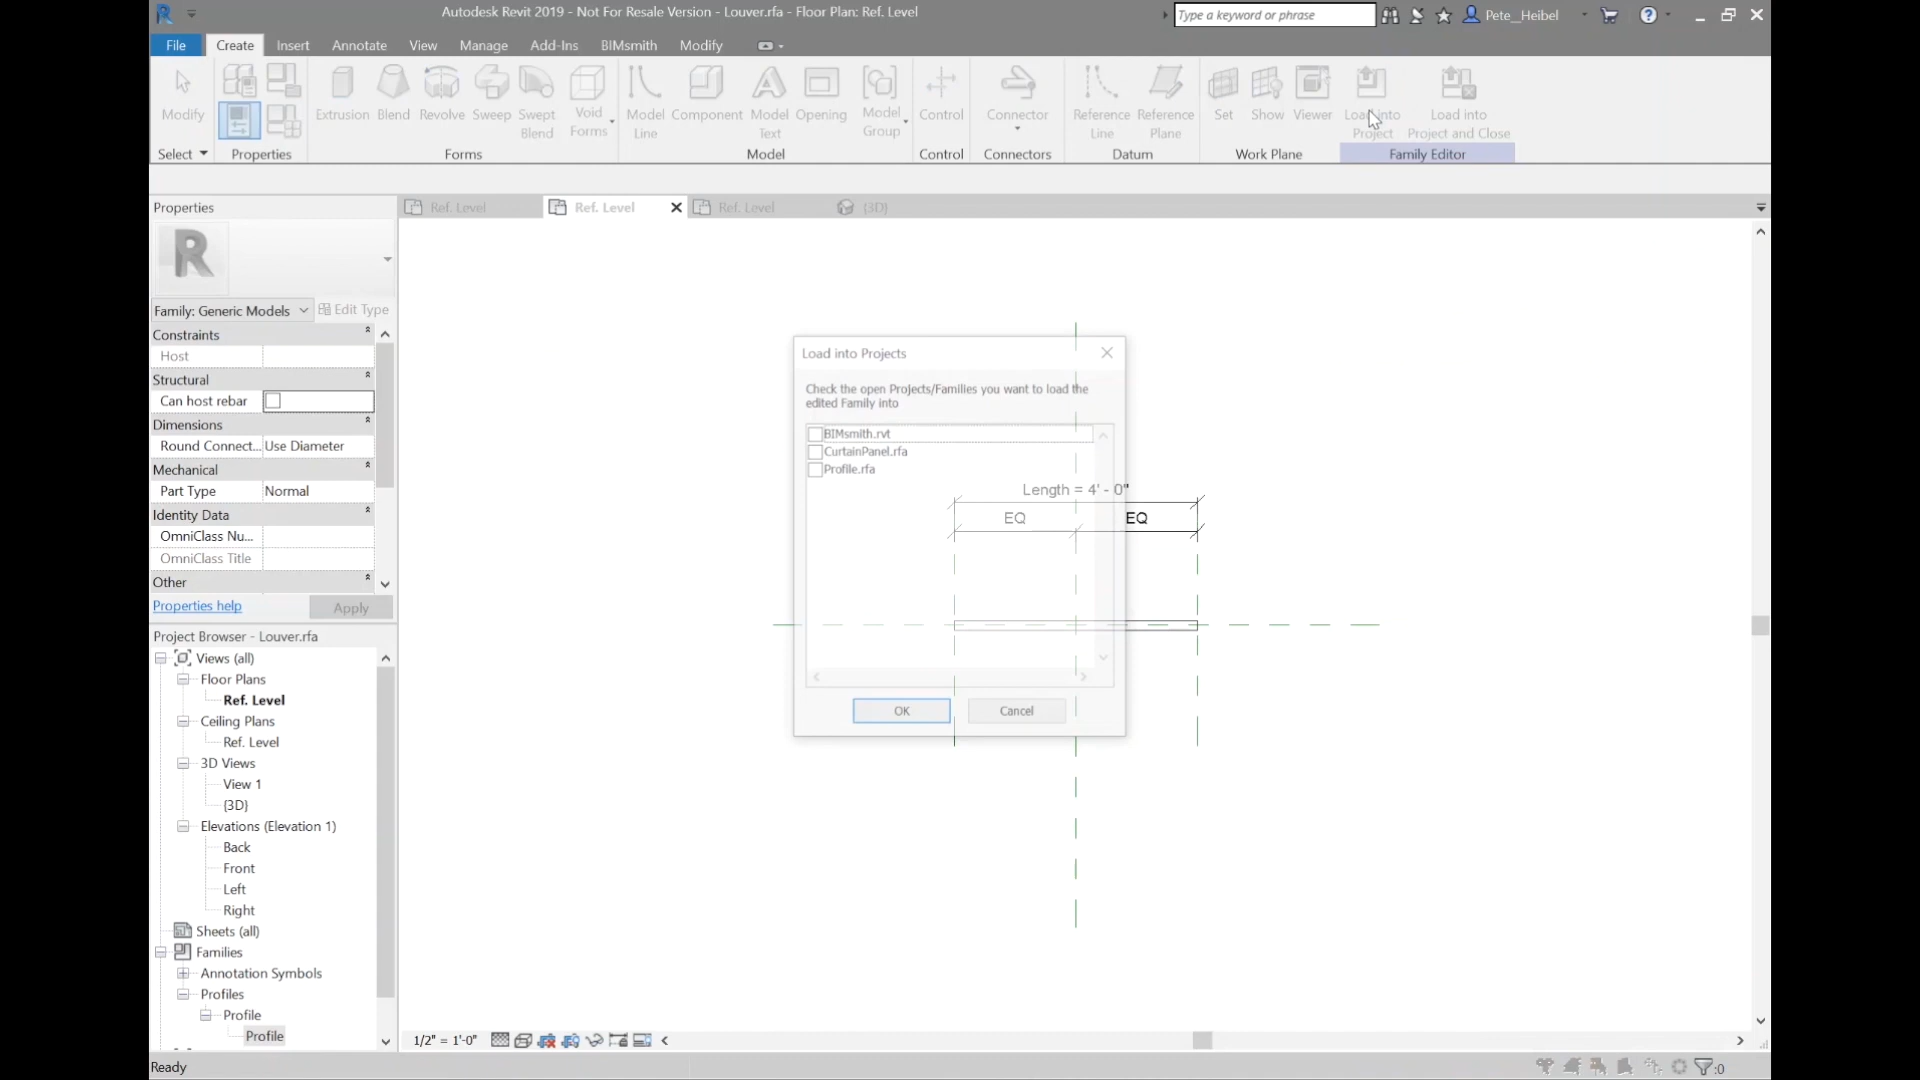 Autodesk Revit 2019 - Not For Resale Version - Louver.rfa - Floor Plan: Ref. Level
Type a keyword or phrase
Pete_Heibel
File Create Insert Annotate View Manage Add-Ins BIMsmith Modify
Modify Extrusion Blend Revolve Sweep Swept Blend Void Forms Model Line Component Model Text Opening Model Group Control Connector Reference Line Reference Plane Set Show Viewer Load into Project Load into Project and Close
Select Properties Forms Model Control Connectors Datum Work Plane Family Editor
Properties
Ref. Level Ref. Level Ref. Level {3D}
R
Family: Generic Models Edit Type
Constraints
Host
Structural
Can host rebar
Dimensions
Round Connect... Use Diameter
Mechanical
Part Type Normal
Identity Data
OmniClass Nu...
OmniClass Title
Other
Properties help Apply
Project Browser - Louver.rfa
Views (all)
Floor Plans
Ref. Level
Ceiling Plans
Ref. Level
3D Views
View 1
{3D}
Elevations (Elevation 1)
Back
Front
Left
Right
Sheets (all)
Families
Annotation Symbols
Profiles
Profile
Profile
Load into Projects
Check the open Projects/Families you want to load the
edited Family into
BIMsmith.rvt
CurtainPanel.rfa
Profile.rfa
Length = 4' - 0"
EQ EQ
OK Cancel
1/2" = 1'-0"
Ready
:0